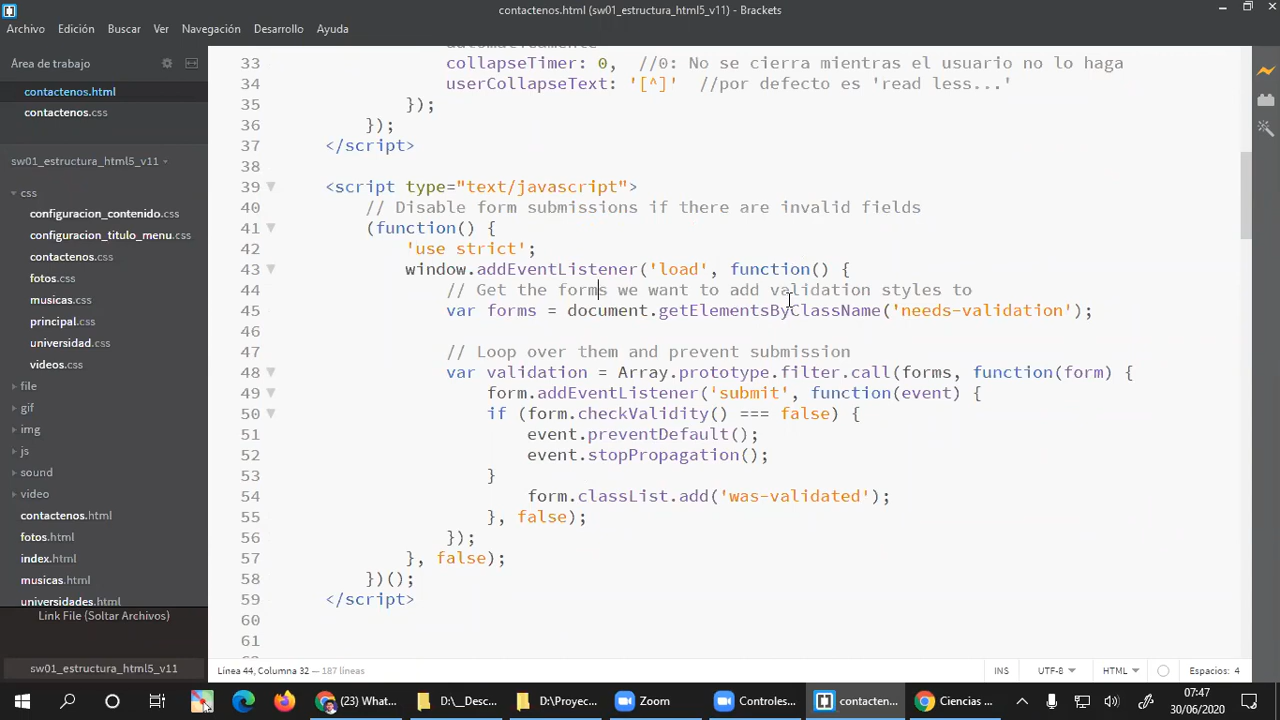 contactenos.html (sw01_estructura_html5_v11) - Brackets
Archivo Edición Buscar Ver Navegación Desarrollo Ayuda
Área de trabajo
contactenos.html
contactenos.css
sw01_estructura_html5_v11
css
configuracion_contenido.css
configuracion_titulo_menu.css
contactenos.css
fotos.css
musicas.css
principal.css
universidad.css
videos.css
file
gif
img
js
sound
video
contactenos.html
fotos.html
index.html
musicas.html
universidades.html
Link File (Soltar Archivos)
sw01_estructura_html5_v11
33 collapseTimer: 0, //0: No se cierra mientras el usuario no lo haga
34 userCollapseText: '[^]' //por defecto es 'read less...'
35 });
36 });
37 </script>
38
39 <script type="text/javascript">
40 // Disable form submissions if there are invalid fields
41 (function() {
42 'use strict';
43 window.addEventListener('load', function() {
44 // Get the forms we want to add validation styles to
45 var forms = document.getElementsByClassName('needs-validation');
46
47 // Loop over them and prevent submission
48 var validation = Array.prototype.filter.call(forms, function(form) {
49 form.addEventListener('submit', function(event) {
50 if (form.checkValidity() === false) {
51 event.preventDefault();
52 event.stopPropagation();
53 }
54 form.classList.add('was-validated');
55 }, false);
56 });
57 }, false);
58 })();
59 </script>
60
61
Línea 44, Columna 32 — 187 líneas
INS UTF-8 HTML Espacios: 4
(23) What... D:\__Desc... D:\Proyec... Zoom Controles... contacten... Ciencias ...
07:47
30/06/2020